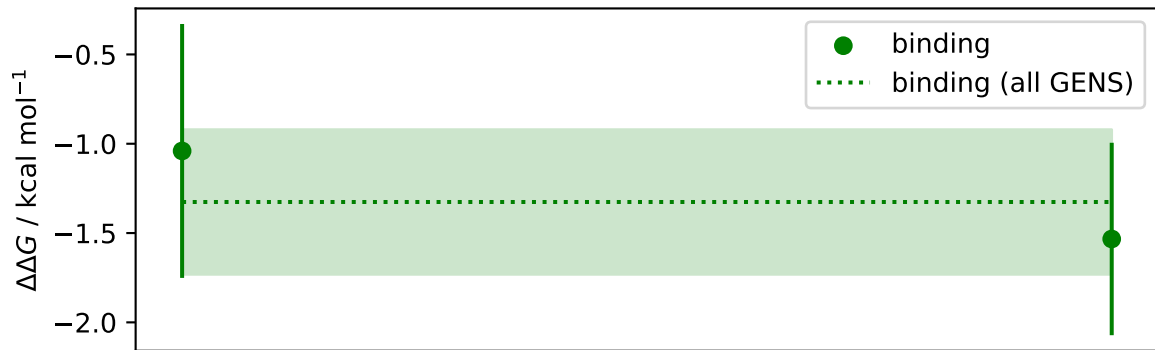 −0.5
−1.0
−1.5
−2.0
ΔΔG / kcal mol⁻¹
binding
binding (all GENS)